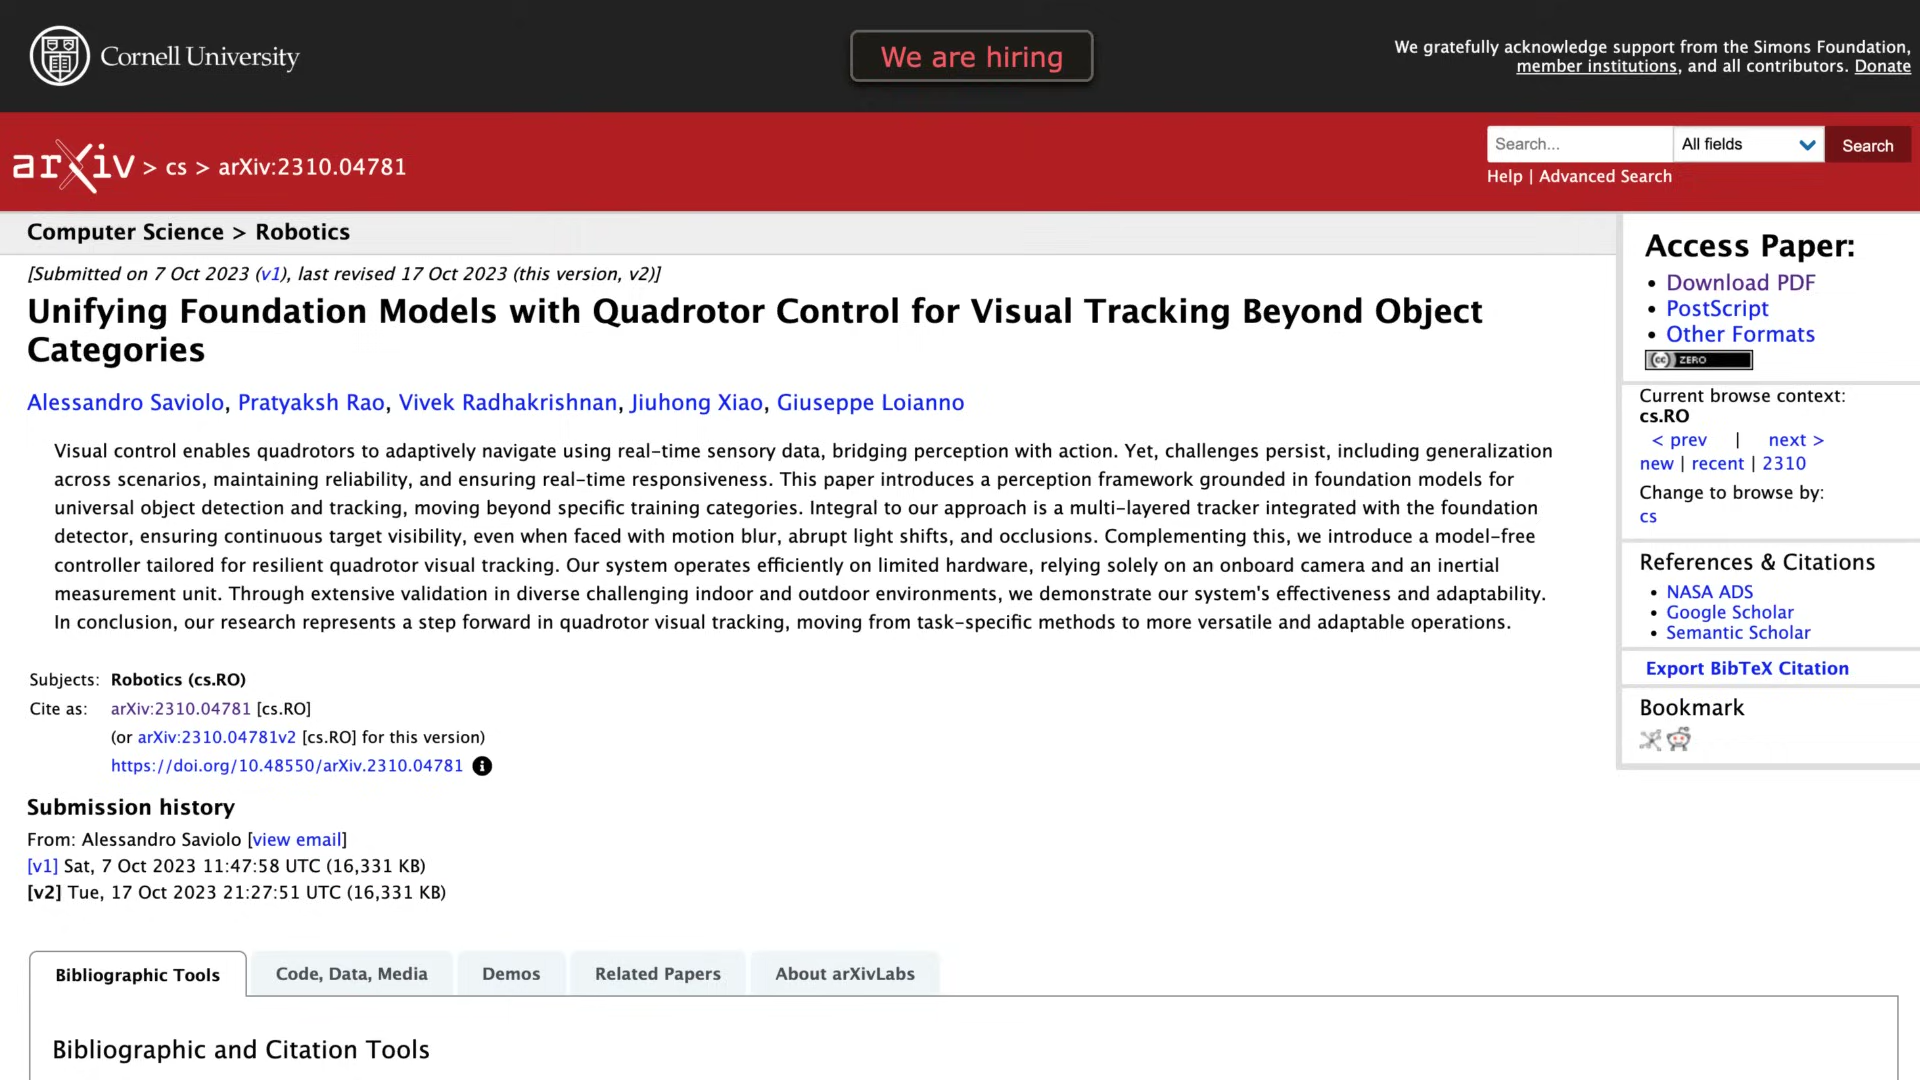 Cornell University
We are hiring
We gratefully acknowledge support from the Simons Foundation,
member institutions, and all contributors. Donate
arXiv > cs > arXiv:2310.04781
Search...
All fields
Search
Help | Advanced Search
Computer Science > Robotics
[Submitted on 7 Oct 2023 (v1), last revised 17 Oct 2023 (this version, v2)]
Unifying Foundation Models with Quadrotor Control for Visual Tracking Beyond Object
Categories
Alessandro Saviolo, Pratyaksh Rao, Vivek Radhakrishnan, Jiuhong Xiao, Giuseppe Loianno
Visual control enables quadrotors to adaptively navigate using real-time sensory data, bridging perception with action. Yet, challenges persist, including generalization
across scenarios, maintaining reliability, and ensuring real-time responsiveness. This paper introduces a perception framework grounded in foundation models for
universal object detection and tracking, moving beyond specific training categories. Integral to our approach is a multi-layered tracker integrated with the foundation
detector, ensuring continuous target visibility, even when faced with motion blur, abrupt light shifts, and occlusions. Complementing this, we introduce a model-free
controller tailored for resilient quadrotor visual tracking. Our system operates efficiently on limited hardware, relying solely on an onboard camera and an inertial
measurement unit. Through extensive validation in diverse challenging indoor and outdoor environments, we demonstrate our system's effectiveness and adaptability.
In conclusion, our research represents a step forward in quadrotor visual tracking, moving from task-specific methods to more versatile and adaptable operations.
Subjects: Robotics (cs.RO)
Cite as: arXiv:2310.04781 [cs.RO]
(or arXiv:2310.04781v2 [cs.RO] for this version)
https://doi.org/10.48550/arXiv.2310.04781
Submission history
From: Alessandro Saviolo [view email]
[v1] Sat, 7 Oct 2023 11:47:58 UTC (16,331 KB)
[v2] Tue, 17 Oct 2023 21:27:51 UTC (16,331 KB)
Bibliographic Tools
Code, Data, Media
Demos
Related Papers
About arXivLabs
Bibliographic and Citation Tools
Access Paper:
• Download PDF
• PostScript
• Other Formats
cc ZERO
Current browse context:
cs.RO
< prev | next >
new | recent | 2310
Change to browse by:
cs
References & Citations
• NASA ADS
• Google Scholar
• Semantic Scholar
Export BibTeX Citation
Bookmark